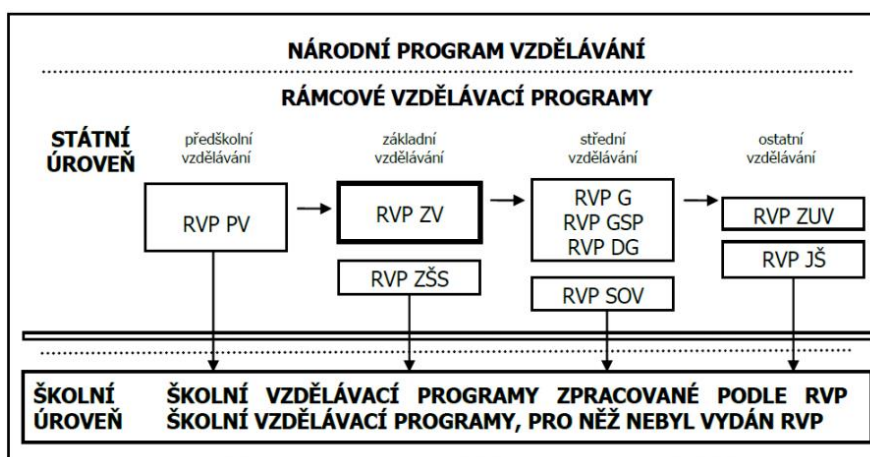 NÁRODNÍ PROGRAM VZDĚLÁVÁNÍ
RÁMCOVÉ VZDĚLÁVACÍ PROGRAMY
STÁTNÍ
ÚROVEŇ
předškolní
vzdělávání
základní
vzdělávání
střední
vzdělávání
ostatní
vzdělávání
RVP PV
RVP ZV
RVP ZŠS
RVP G
RVP GSP
RVP DG
RVP SOV
RVP ZUV
RVP JŠ
ŠKOLNÍ ŠKOLNÍ VZDĚLÁVACÍ PROGRAMY ZPRACOVANÉ PODLE RVP
ÚROVEŇ ŠKOLNÍ VZDĚLÁVACÍ PROGRAMY, PRO NĚŽ NEBYL VYDÁN RVP